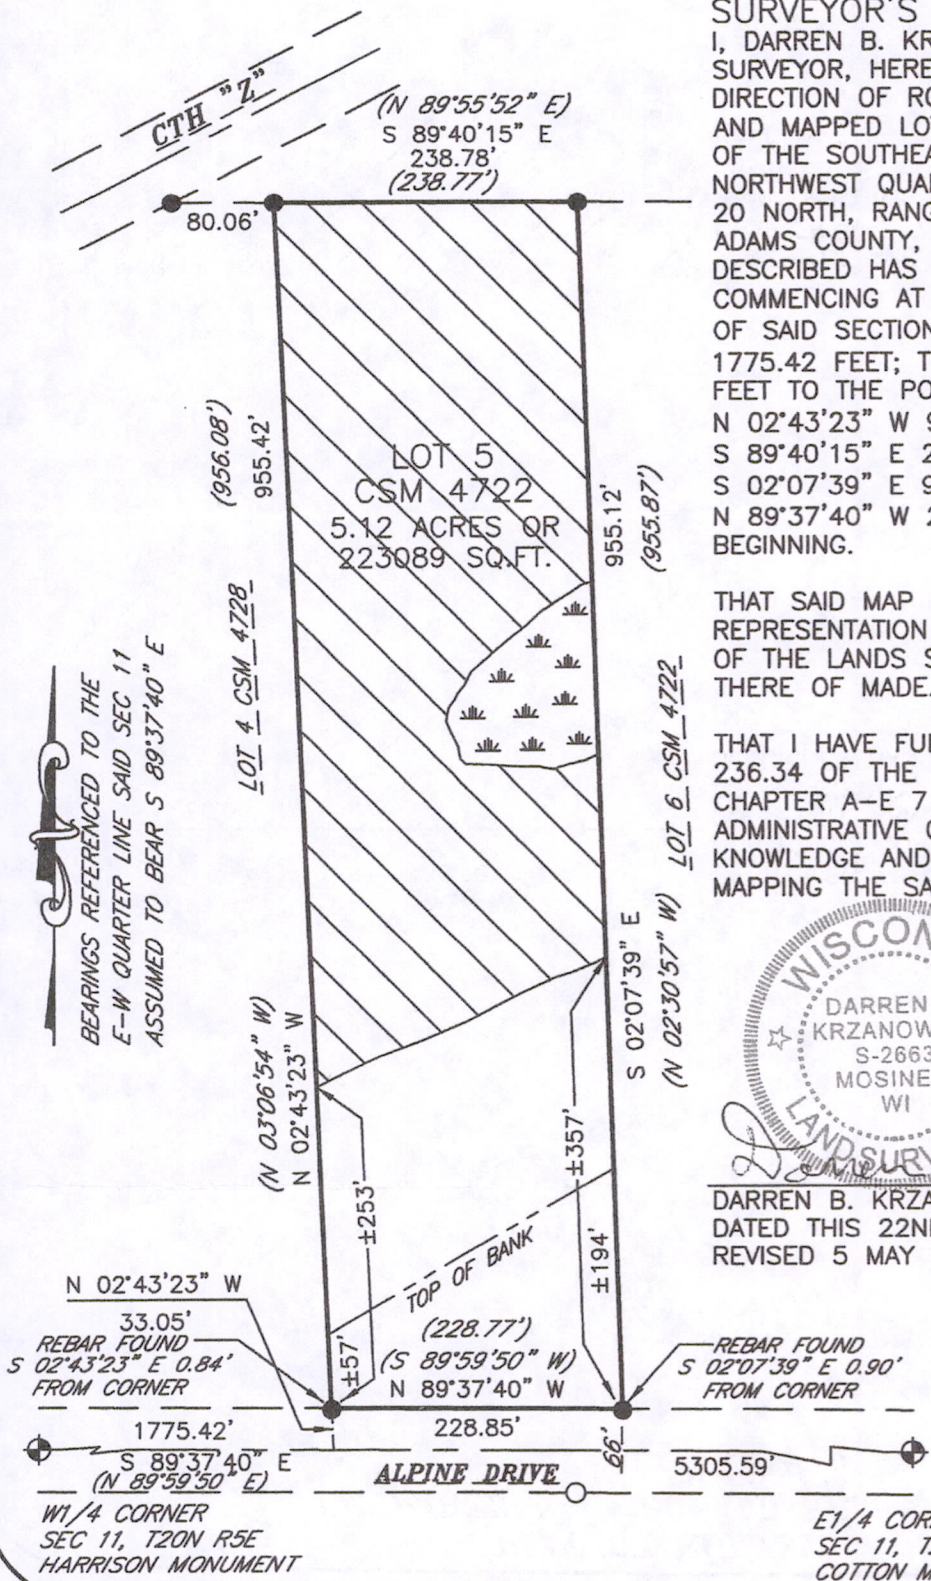 CTH "Z"
(N 89°55'52" E)
S 89°40'15" E
238.78'
(238.77')
80.06'
(956.08')
955.42'
LOT 5
CSM 4722
5.12 ACRES OR
223089 SQ.FT.
955.12'
(955.87')
LOT 4 CSM 4728
LOT 6 CSM 4722
BEARINGS REFERENCED TO THE
E-W QUARTER LINE SAID SEC 11
ASSUMED TO BEAR S 89°37'40" E
(N 03°06'54" W)
N 02°43'23" W
S 02°07'39" E
(N 02°30'57" W)
±253'
±357'
±57'
±194'
TOP OF BANK
N 02°43'23" W
33.05'
REBAR FOUND
S 02°43'23" E 0.84'
FROM CORNER
(228.77')
(S 89°59'50" W)
N 89°37'40" W
228.85'
REBAR FOUND
S 02°07'39" E 0.90'
FROM CORNER
1775.42'
S 89°37'40" E
(N 89°59'50" E)
ALPINE DRIVE
66'
5305.59'
W1/4 CORNER
SEC 11, T20N R5E
HARRISON MONUMENT
E1/4 COR
SEC 11, T
COTTON M
SURVEYOR'S
I, DARREN B. KR
SURVEYOR, HERE
DIRECTION OF RO
AND MAPPED LO
OF THE SOUTHEA
NORTHWEST QUA
20 NORTH, RANG
ADAMS COUNTY,
DESCRIBED HAS
COMMENCING AT
OF SAID SECTION
1775.42 FEET; T
FEET TO THE PO
N 02°43'23" W 9
S 89°40'15" E 2
S 02°07'39" E 9
N 89°37'40" W 2
BEGINNING.
THAT SAID MAP
REPRESENTATION
OF THE LANDS S
THERE OF MADE.
THAT I HAVE FU
236.34 OF THE
CHAPTER A-E 7
ADMINISTRATIVE
KNOWLEDGE AND
MAPPING THE SA
WISCON
DARREN
KRZANOW
S-2663
MOSINE
WI
LAND SURV
DARREN B. KRZA
DATED THIS 22N
REVISED 5 MAY